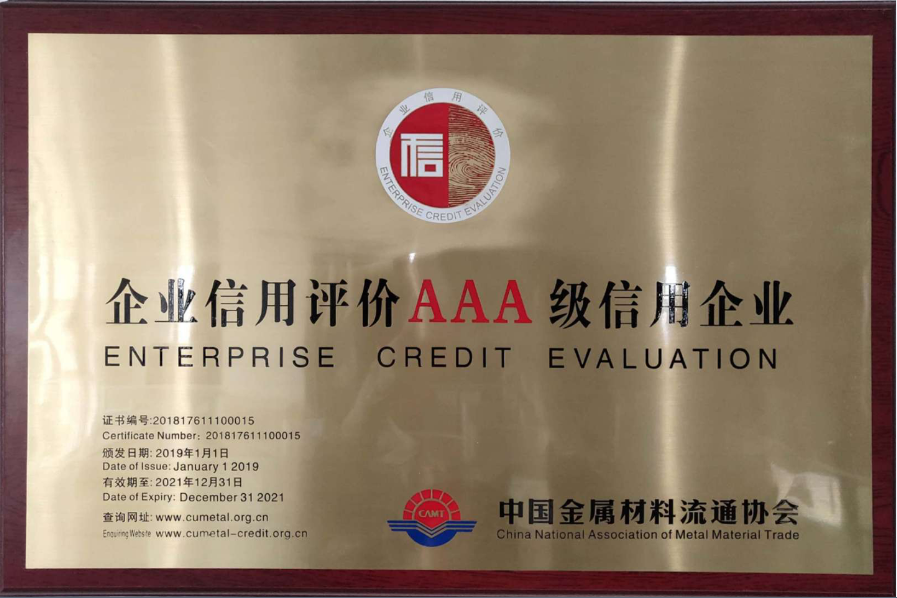 企业信用评价
信
ENTERPRISE CREDIT EVALUATION
企业信用评价AAA级信用企业
ENTERPRISE CREDIT EVALUATION
证书编号:201817611100015
Certificate Number: 201817611100015
颁发日期: 2019年1月1日
Date of Issue: January 1 2019
有效期至: 2021年12月31日
Date of Expiry: December 31 2021
查询网址: www.cumetal.org.cn
Enquiring Website www.cumetal-credit.org.cn
CAMT
中国金属材料流通协会
China National Association of Metal Material Trade